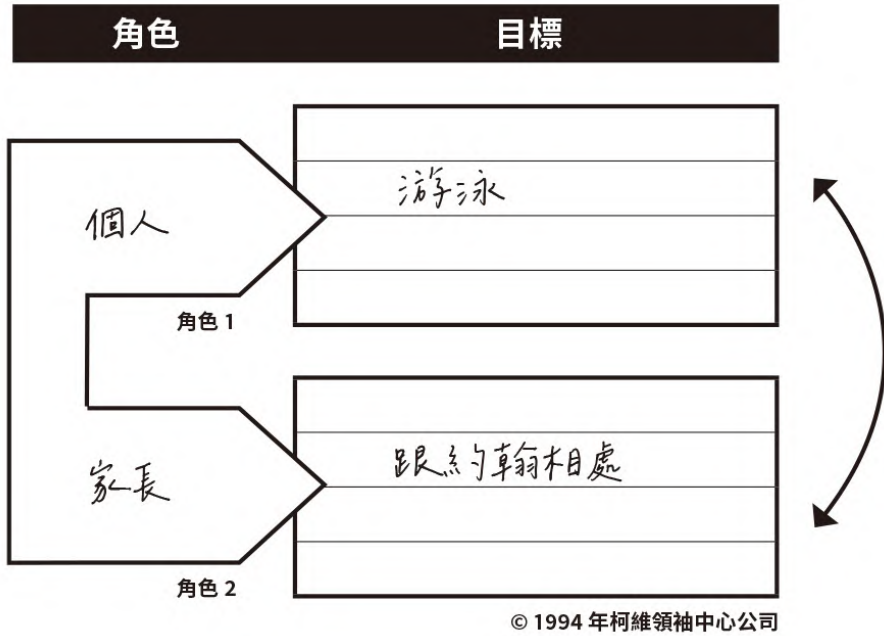 角色 目標
個人
游泳
角色 1
家長
跟約翰相處
角色 2
© 1994 年柯維領袖中心公司